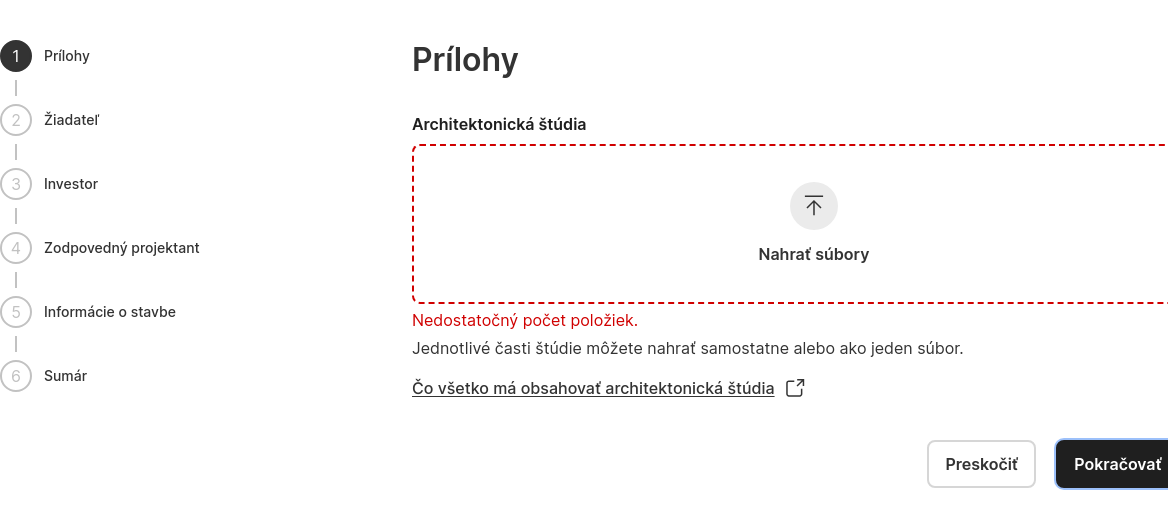 1 Prílohy
2 Žiadateľ
3 Investor
4 Zodpovedný projektant
5 Informácie o stavbe
6 Sumár
Prílohy
Architektonická štúdia
Nahrať súbory
Nedostatočný počet položiek.
Jednotlivé časti štúdie môžete nahrať samostatne alebo ako jeden súbor.
Čo všetko má obsahovať architektonická štúdia
Preskočiť
Pokračovať